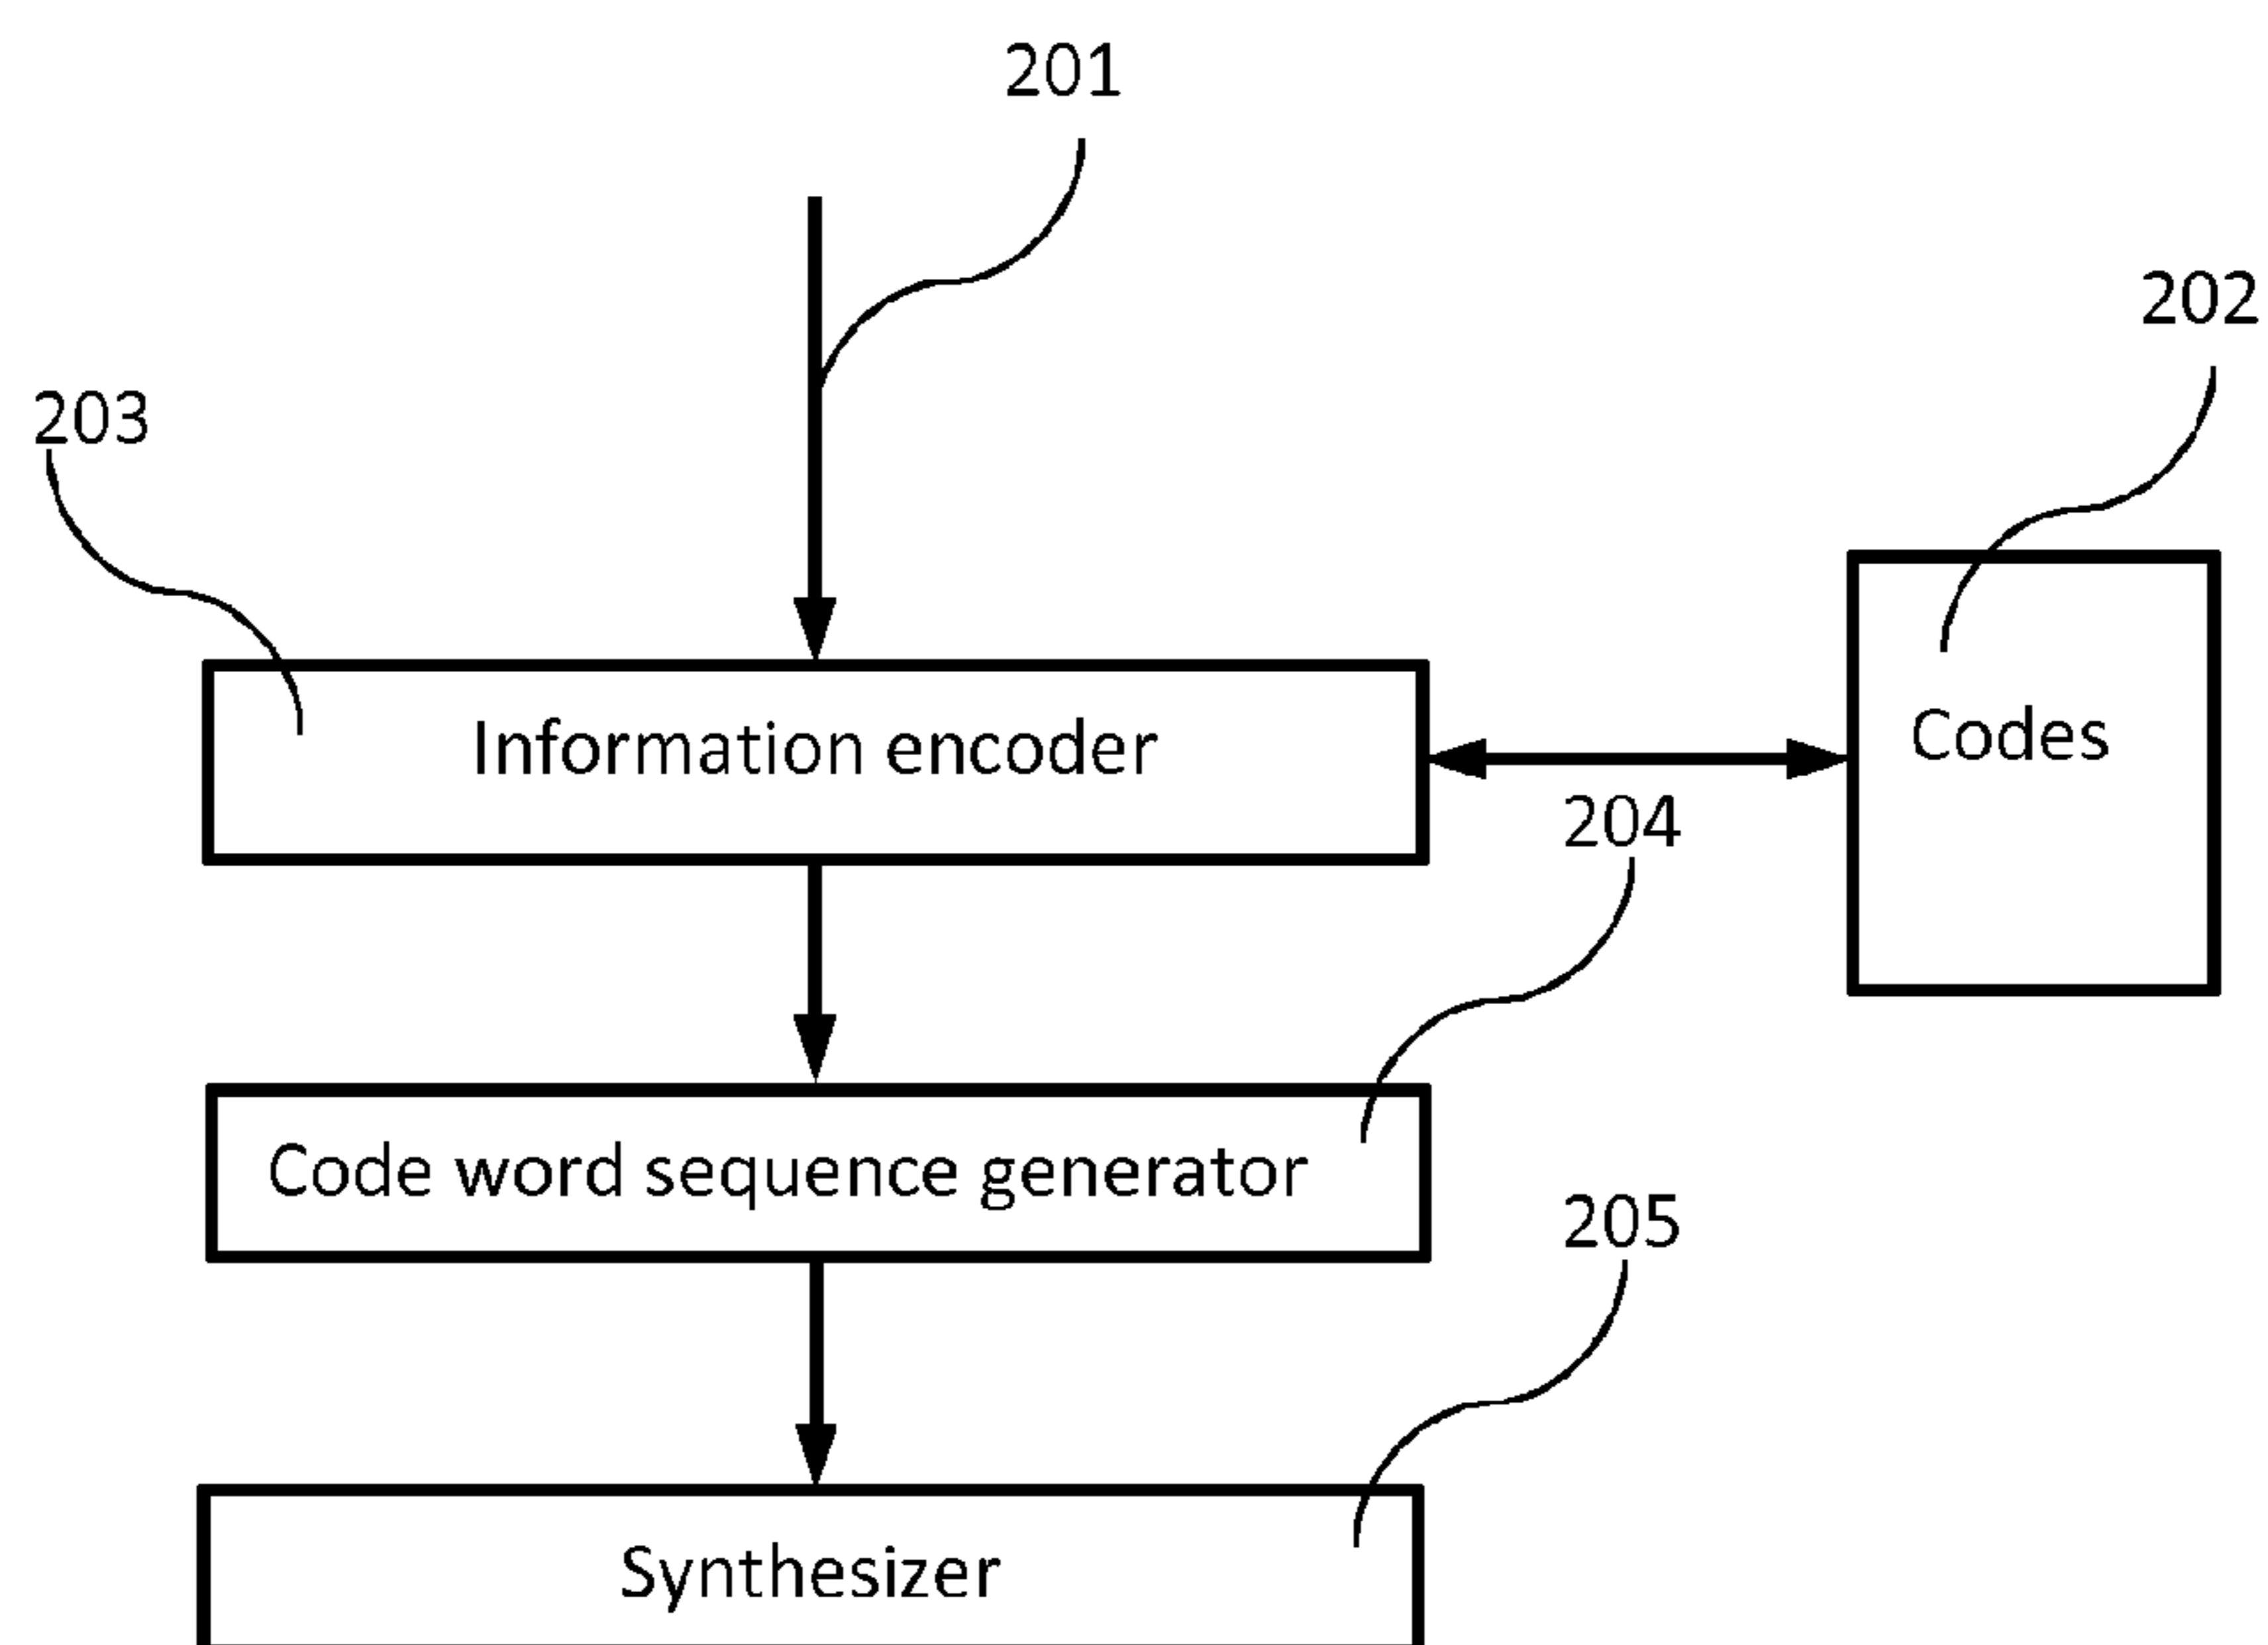 201
202
203
Information encoder
Codes
204
Code word sequence generator
205
Synthesizer